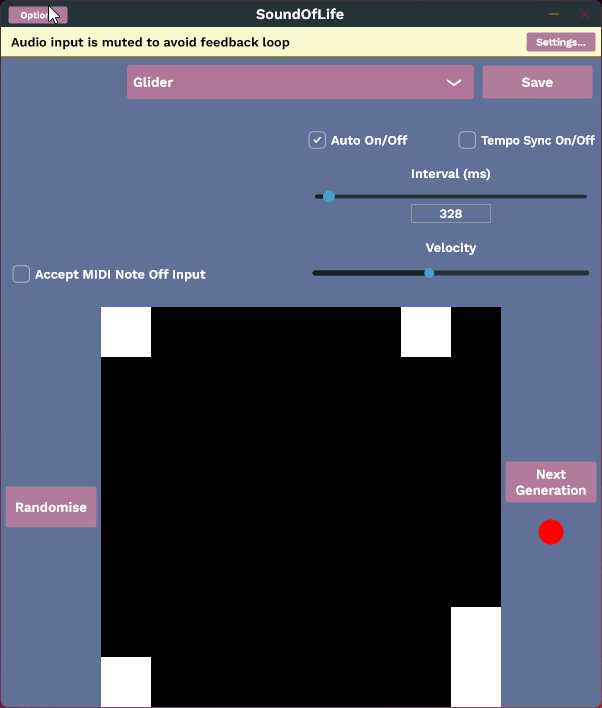 SoundOfLife
Audio input is muted to avoid feedback loop
Settings...
Glider
Save
Auto On/Off
Tempo Sync On/Off
Interval (ms)
328
Velocity
Accept MIDI Note Off Input
Next
Generation
Randomise